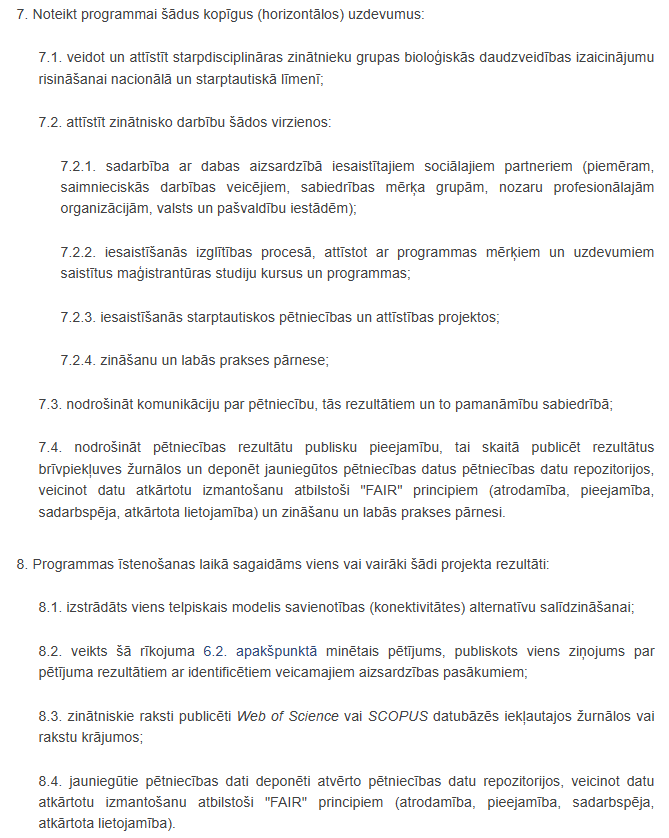 7. Noteikt programmai šādus kopīgus (horizontālos) uzdevumus:
7.1. veidot un attīstīt starpdisciplināras zinātnieku grupas bioloģiskās daudzveidības izaicinājumu
risināšanai nacionālā un starptautiskā līmenī;
7.2. attīstīt zinātnisko darbību šādos virzienos:
7.2.1. sadarbība ar dabas aizsardzībā iesaistītajiem sociālajiem partneriem (piemēram,
saimnieciskās darbības veicējiem, sabiedrības mērķa grupām, nozaru profesionālajām
organizācijām, valsts un pašvaldību iestādēm);
7.2.2. iesaistīšanās izglītības procesā, attīstot ar programmas mērķiem un uzdevumiem
saistītus maģistrantūras studiju kursus un programmas;
7.2.3. iesaistīšanās starptautiskos pētniecības un attīstības projektos;
7.2.4. zināšanu un labās prakses pārnese;
7.3. nodrošināt komunikāciju par pētniecību, tās rezultātiem un to pamanāmību sabiedrībā;
7.4. nodrošināt pētniecības rezultātu publisku pieejamību, tai skaitā publicēt rezultātus
brīvpiekļuves žurnālos un deponēt jauniegūtos pētniecības datus pētniecības datu repozitorijos,
veicinot datu atkārtotu izmantošanu atbilstoši "FAIR" principiem (atrodamība, pieejamība,
sadarbspēja, atkārtota lietojamība) un zināšanu un labās prakses pārnesi.
8. Programmas īstenošanas laikā sagaidāms viens vai vairāki šādi projekta rezultāti:
8.1. izstrādāts viens telpiskais modelis savienotības (konektivitātes) alternatīvu salīdzināšanai;
8.2. veikts šā rīkojuma 6.2. apakšpunktā minētais pētījums, publiskots viens ziņojums par
pētījuma rezultātiem ar identificētiem veicamajiem aizsardzības pasākumiem;
8.3. zinātniskie raksti publicēti Web of Science vai SCOPUS datubāzēs iekļautajos žurnālos vai
rakstu krājumos;
8.4. jauniegūtie pētniecības dati deponēti atvērto pētniecības datu repozitorijos, veicinot datu
atkārtotu izmantošanu atbilstoši "FAIR" principiem (atrodamība, pieejamība, sadarbspēja,
atkārtota lietojamība).